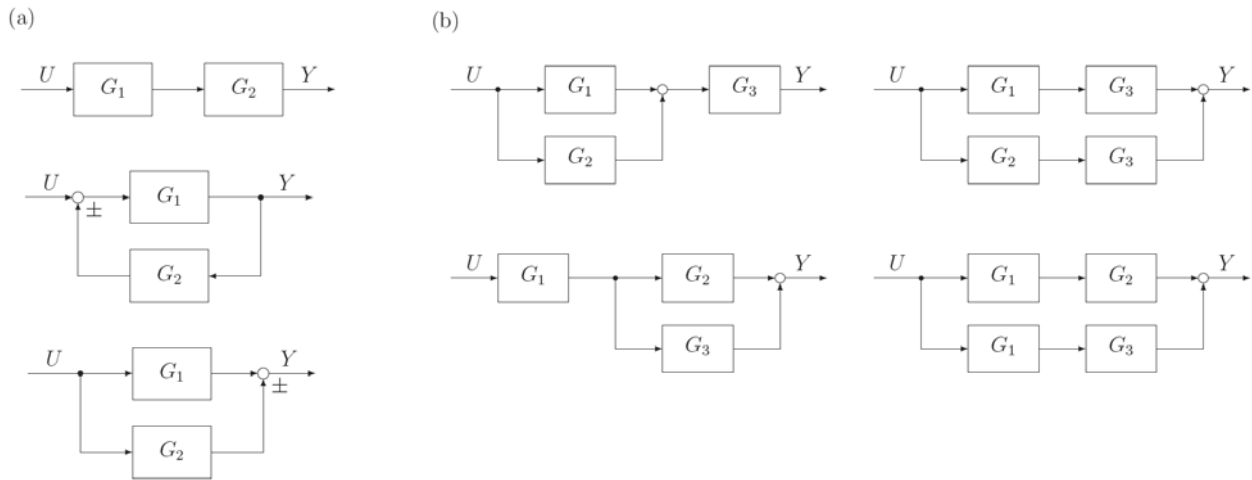 (a)
(b)
U G₁ G₂ Y
U G₁ G₃ Y
G₂
U G₁ G₃ Y
G₂ G₃
U ± G₁ Y
G₂
U G₁ G₂ Y
G₃
U G₁ G₂ Y
G₁ G₃
U G₁ Y
±
G₂